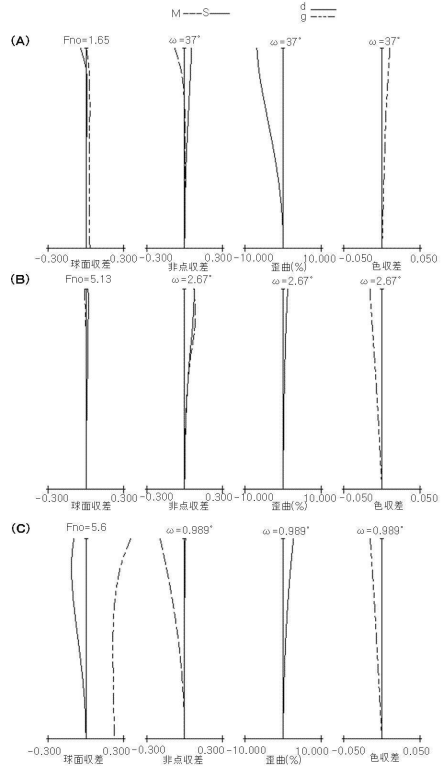 M S d
g
(A) Fno=1.65 ω=37° ω=37° ω=37°
-0.300 0.300 -0.300 0.300 -10.000 10.000 -0.050 0.050
球面収差 非点収差 歪曲(%) 色収差
(B) Fno=5.13 ω=2.67° ω=2.67° ω=2.67°
-0.300 0.300 -0.300 0.300 -10.000 10.000 -0.050 0.050
球面収差 非点収差 歪曲(%) 色収差
(C) Fno=5.6 ω=0.989° ω=0.989° ω=0.989°
-0.300 0.300 -0.300 0.300 -10.000 10.000 -0.050 0.050
球面収差 非点収差 歪曲(%) 色収差